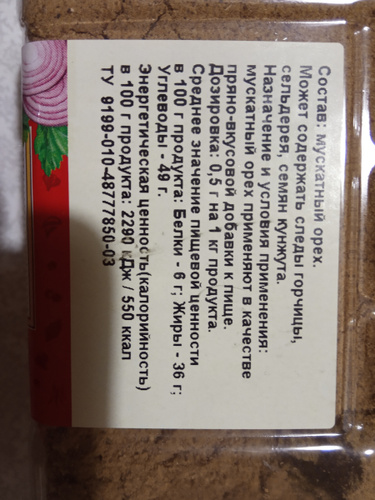 Состав: мускатный орех.
Может содержать следы горчицы,
сельдерея, семян кунжута.
Назначение и условия применения:
мускатный орех применяют в качестве
пряно-вкусовой добавки к пище.
Дозировка: 0,5 г на 1 кг продукта.
Среднее значение пищевой ценности
в 100 г продукта: Белки - 6 г; Жиры - 36 г;
Углеводы - 49 г.
Энергетическая ценность(калорийность)
в 100 г продукта: 2290 кДж / 550 ккал
ТУ 9199-010-48777850-03